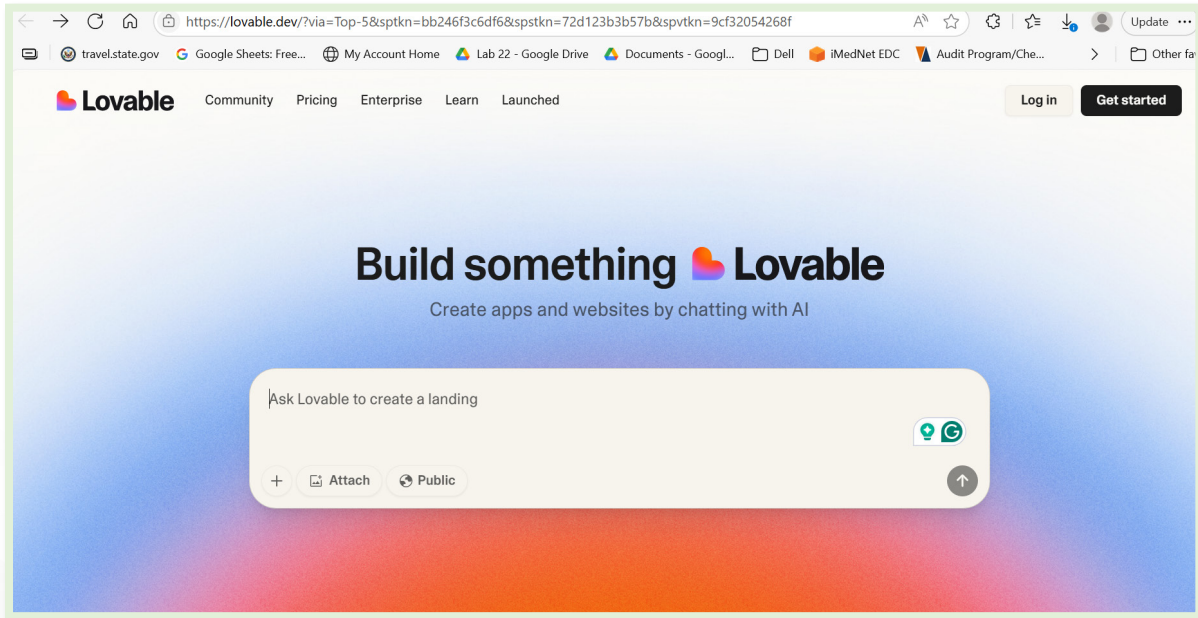 https://lovable.dev/?via=Top-5&sptkn=bb246f3c6df6&spstkn=72d123b3b57b&spvtkn=9cf32054268f A Update
travel.state.gov Google Sheets: Free... My Account Home Lab 22 - Google Drive Documents - Googl... Dell iMedNet EDC Audit Program/Che... Other fa
Lovable Community Pricing Enterprise Learn Launched Log in Get started
Build something Lovable
Create apps and websites by chatting with AI
Ask Lovable to create a landing
Attach Public